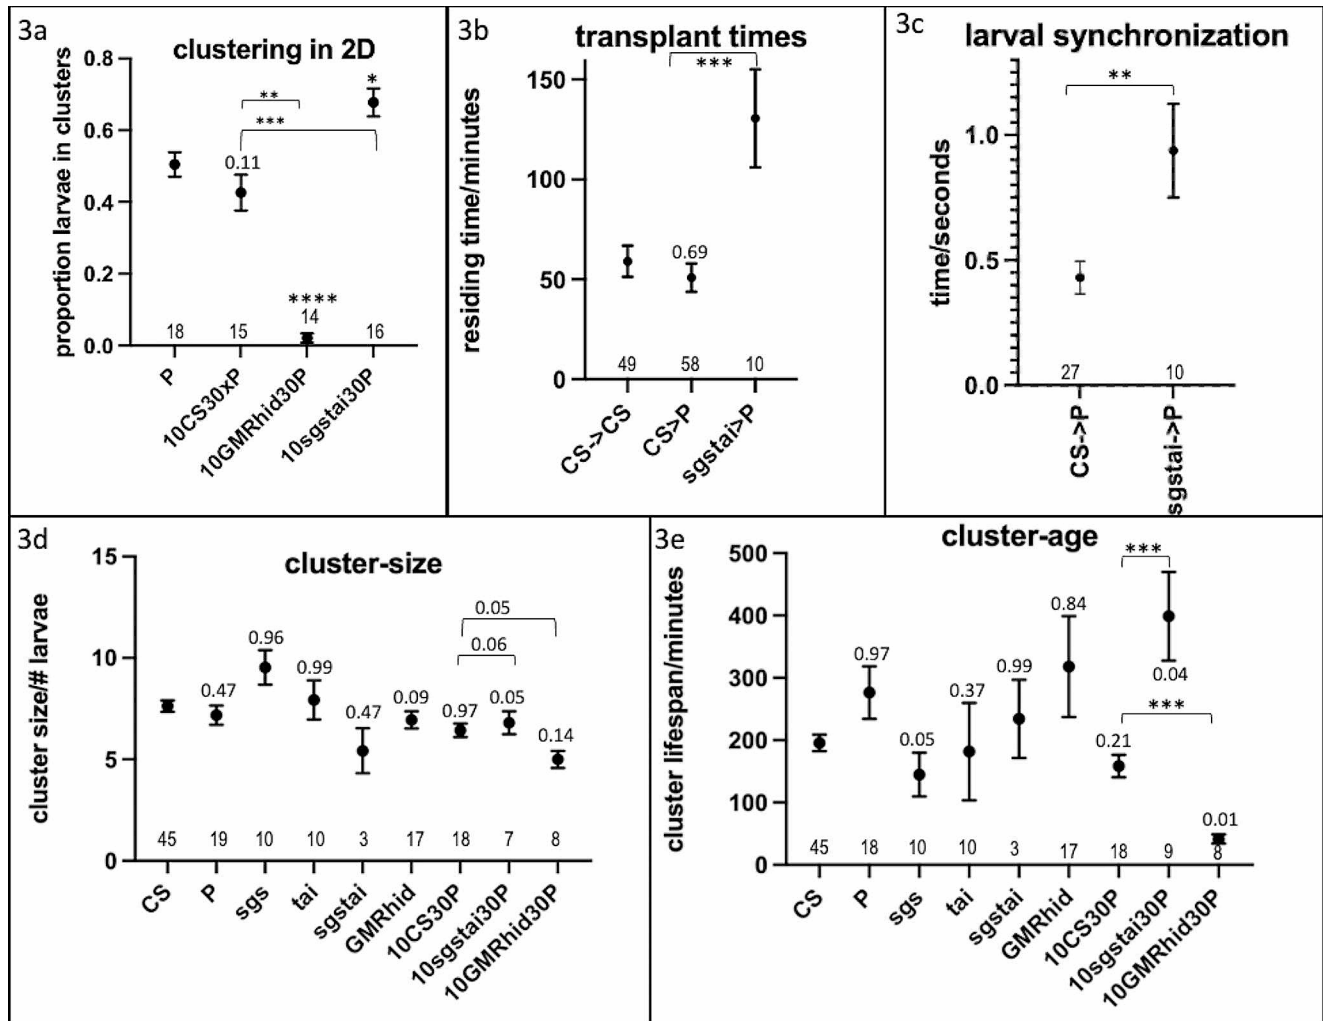 3a
clustering in 2D
proportion larvae in clusters
0.8
0.6
0.4
0.2
0.0
*
**
***
0.11
****
18
15
14
16
P
10CS30xP
10GMRhid30P
10sgstai30P
3b
transplant times
residing time/minutes
150
100
50
0
***
0.69
49
58
10
CS->CS
CS>P
sgstai>P
3c
larval synchronization
time/seconds
1.0
0.5
0.0
**
27
10
CS->P
sgstai->P
3d
cluster-size
cluster size/# larvae
15
10
5
0
0.05
0.06
0.47
0.96
0.99
0.47
0.09
0.97
0.05
0.14
45
19
10
10
3
17
18
7
8
CS
P
sgs
tai
sgstai
GMRhid
10CS30P
10sgstai30P
10GMRhid30P
3e
cluster-age
cluster lifespan/minutes
500
400
300
200
100
0
***
0.97
0.05
0.37
0.99
0.84
0.21
0.04
***
0.01
45
18
10
10
3
17
18
9
8
CS
P
sgs
tai
sgstai
GMRhid
10CS30P
10sgstai30P
10GMRhid30P